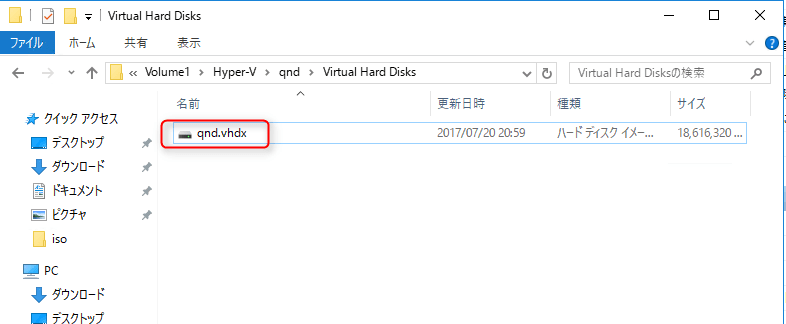 Virtual Hard Disks
ファイル ホーム 共有 表示
Volume1 Hyper-V qnd Virtual Hard Disks Virtual Hard Disksの検索
名前 更新日時 種類 サイズ
クイック アクセス
デスクトップ
ダウンロード
ドキュメント
ピクチャ
iso
PC
ダウンロード
デスクトップ
qnd.vhdx 2017/07/20 20:59 ハード ディスク イメー... 18,616,320 ...